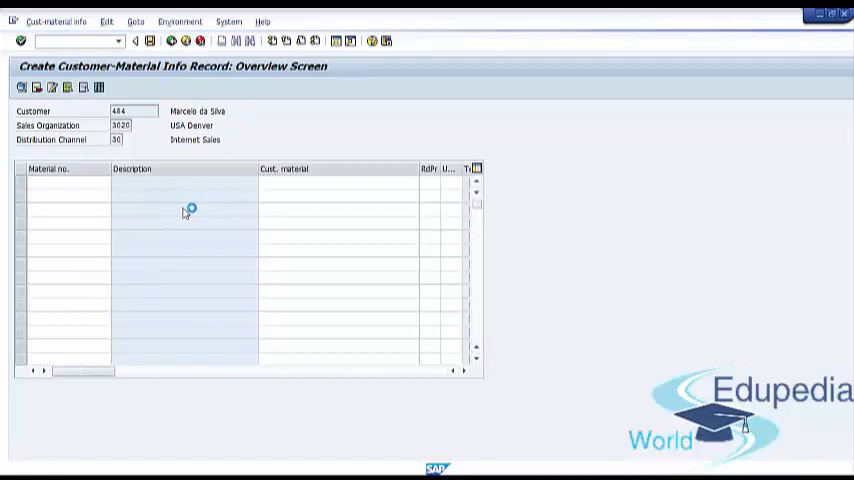 Cust-material info Edit Goto Environment System Help
Create Customer-Material Info Record: Overview Screen
Customer 484 Marcelo da Silva
Sales Organization 3020 USA Denver
Distribution Channel 30 Internet Sales
Material no. Description Cust. material RdPr U...
Edupedia
World
SAP